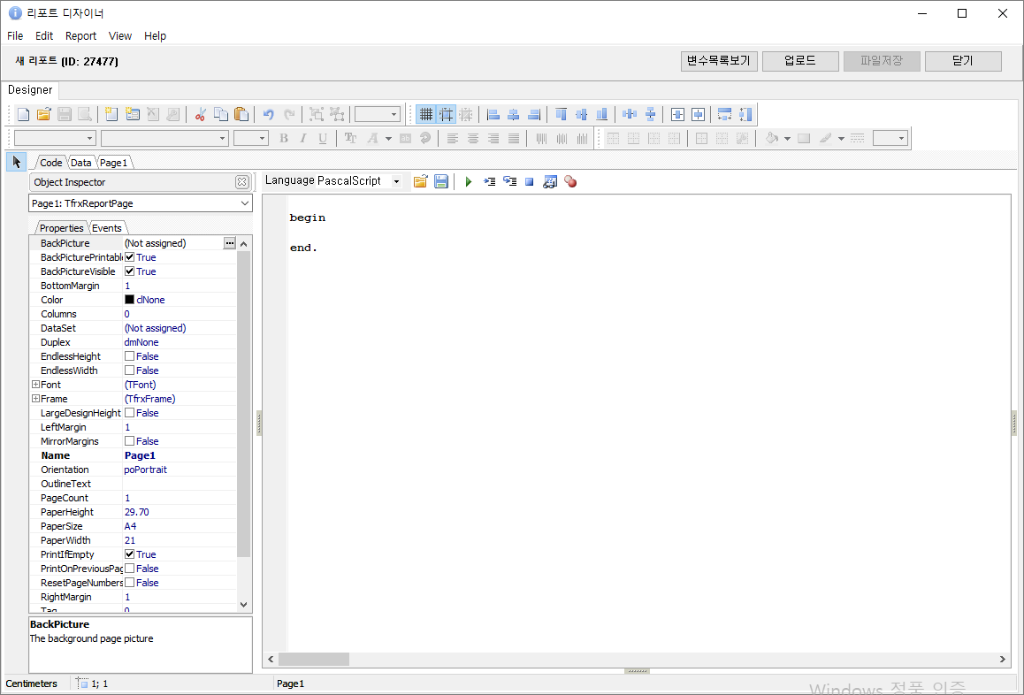 리포트 디자이너
File Edit Report View Help
새 리포트 (ID: 27477) 변수목록보기 업로드 파일저장 닫기
Designer
B I U
Code Data Page1
Object Inspector
Language PascalScript
Page1: TfrxReportPage
Properties Events
BackPicture (Not assigned)
BackPicturePrintable True
BackPictureVisible True
BottomMargin 1
Color clNone
Columns 0
DataSet (Not assigned)
Duplex dmNone
EndlessHeight False
EndlessWidth False
Font (TFont)
Frame (TfrxFrame)
LargeDesignHeight False
LeftMargin 1
MirrorMargins False
Name Page1
Orientation poPortrait
OutlineText
PageCount 1
PaperHeight 29.70
PaperSize A4
PaperWidth 21
PrintIfEmpty True
PrintOnPreviousPag False
ResetPageNumbers False
RightMargin 1
Tag 0
BackPicture
The background page picture
begin
end.
Centimeters 1; 1 Page1
Windows 정품 인증